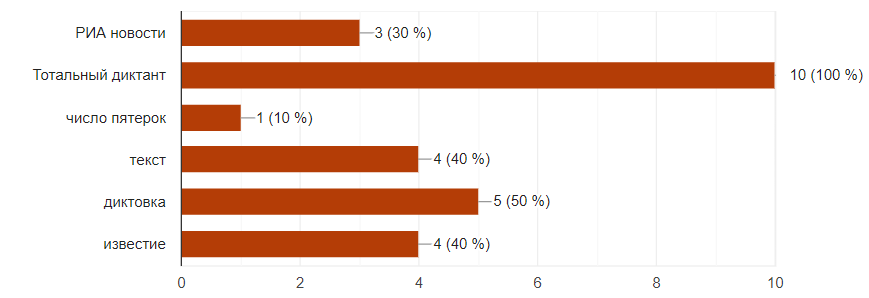 РИА новости 3 (30 %)
Тотальный диктант 10 (100 %)
число пятерок 1 (10 %)
текст 4 (40 %)
диктовка 5 (50 %)
известие 4 (40 %)
0 2 4 6 8 10